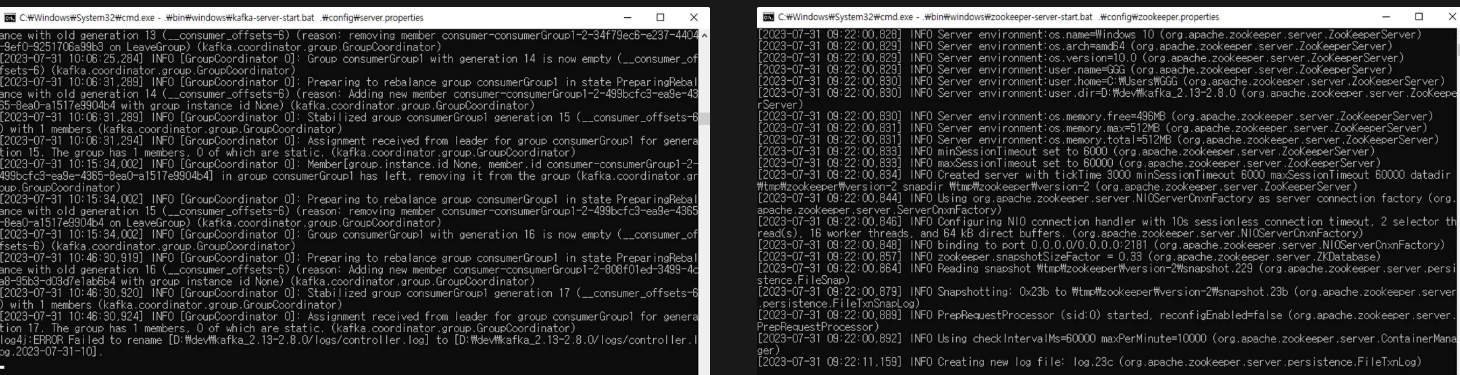 C:₩Windows₩System32₩cmd.exe - .₩bin₩windows₩kafka-server-start.bat .₩config₩server.properties
ance with old generation 13 (__consumer_offsets-6) (reason: removing member consumer-consumerGroup1-2-34f79ec6-e237-4404
-9ef0-9251706a99b3 on LeaveGroup) (kafka.coordinator.group.GroupCoordinator)
[2023-07-31 10:06:25,284] INFO [GroupCoordinator 0]: Group consumerGroup1 with generation 14 is now empty (__consumer_of
fsets-6) (kafka.coordinator.group.GroupCoordinator)
[2023-07-31 10:06:31,289] INFO [GroupCoordinator 0]: Preparing to rebalance group consumerGroup1 in state PreparingRebal
ance with old generation 14 (__consumer_offsets-6) (reason: Adding new member consumer-consumerGroup1-2-499bcfc3-ea9e-43
65-8ea0-a1517e9904b4 with group instance id None) (kafka.coordinator.group.GroupCoordinator)
[2023-07-31 10:06:31,289] INFO [GroupCoordinator 0]: Stabilized group consumerGroup1 generation 15 (__consumer_offsets-6
) with 1 members (kafka.coordinator.group.GroupCoordinator)
[2023-07-31 10:06:31,294] INFO [GroupCoordinator 0]: Assignment received from leader for group consumerGroup1 for genera
tion 15. The group has 1 members, 0 of which are static. (kafka.coordinator.group.GroupCoordinator)
[2023-07-31 10:15:34,002] INFO [GroupCoordinator 0]: Member[group.instance.id None, member.id consumer-consumerGroup1-2-
499bcfc3-ea9e-4365-8ea0-a1517e9904b4] in group consumerGroup1 has left, removing it from the group (kafka.coordinator.gr
oup.GroupCoordinator)
[2023-07-31 10:15:34,002] INFO [GroupCoordinator 0]: Preparing to rebalance group consumerGroup1 in state PreparingRebal
ance with old generation 15 (__consumer_offsets-6) (reason: removing member consumer-consumerGroup1-2-499bcfc3-ea9e-4365
-8ea0-a1517e9904b4 on LeaveGroup) (kafka.coordinator.group.GroupCoordinator)
[2023-07-31 10:15:34,002] INFO [GroupCoordinator 0]: Group consumerGroup1 with generation 16 is now empty (__consumer_of
fsets-6) (kafka.coordinator.group.GroupCoordinator)
[2023-07-31 10:46:30,919] INFO [GroupCoordinator 0]: Preparing to rebalance group consumerGroup1 in state PreparingRebal
ance with old generation 16 (__consumer_offsets-6) (reason: Adding new member consumer-consumerGroup1-2-808f01ed-3499-4c
a8-95b3-d03d7e1ab6b4 with group instance id None) (kafka.coordinator.group.GroupCoordinator)
[2023-07-31 10:46:30,920] INFO [GroupCoordinator 0]: Stabilized group consumerGroup1 generation 17 (__consumer_offsets-6
) with 1 members (kafka.coordinator.group.GroupCoordinator)
[2023-07-31 10:46:30,924] INFO [GroupCoordinator 0]: Assignment received from leader for group consumerGroup1 for genera
tion 17. The group has 1 members, 0 of which are static. (kafka.coordinator.group.GroupCoordinator)
log4j:ERROR Failed to rename [D:₩dev₩kafka_2.13-2.8.0/logs/controller.log] to [D:₩dev₩kafka_2.13-2.8.0/logs/controller.l
og.2023-07-31-10].
C:₩Windows₩System32₩cmd.exe - .₩bin₩windows₩zookeeper-server-start.bat .₩config₩zookeeper.properties
[2023-07-31 09:22:00,828] INFO Server environment:os.name=Windows 10 (org.apache.zookeeper.server.ZooKeeperServer)
[2023-07-31 09:22:00,829] INFO Server environment:os.arch=amd64 (org.apache.zookeeper.server.ZooKeeperServer)
[2023-07-31 09:22:00,829] INFO Server environment:os.version=10.0 (org.apache.zookeeper.server.ZooKeeperServer)
[2023-07-31 09:22:00,829] INFO Server environment:user.name=GGG (org.apache.zookeeper.server.ZooKeeperServer)
[2023-07-31 09:22:00,830] INFO Server environment:user.home=C:₩Users₩GGG (org.apache.zookeeper.server.ZooKeeperServer)
[2023-07-31 09:22:00,830] INFO Server environment:user.dir=D:₩dev₩kafka_2.13-2.8.0 (org.apache.zookeeper.server.ZooKeepe
rServer)
[2023-07-31 09:22:00,830] INFO Server environment:os.memory.free=496MB (org.apache.zookeeper.server.ZooKeeperServer)
[2023-07-31 09:22:00,831] INFO Server environment:os.memory.max=512MB (org.apache.zookeeper.server.ZooKeeperServer)
[2023-07-31 09:22:00,831] INFO Server environment:os.memory.total=512MB (org.apache.zookeeper.server.ZooKeeperServer)
[2023-07-31 09:22:00,833] INFO minSessionTimeout set to 6000 (org.apache.zookeeper.server.ZooKeeperServer)
[2023-07-31 09:22:00,833] INFO maxSessionTimeout set to 60000 (org.apache.zookeeper.server.ZooKeeperServer)
[2023-07-31 09:22:00,834] INFO Created server with tickTime 3000 minSessionTimeout 6000 maxSessionTimeout 60000 datadir
₩tmp₩zookeeper₩version-2 snapdir ₩tmp₩zookeeper₩version-2 (org.apache.zookeeper.server.ZooKeeperServer)
[2023-07-31 09:22:00,844] INFO Using org.apache.zookeeper.server.NIOServerCnxnFactory as server connection factory (org.
apache.zookeeper.server.ServerCnxnFactory)
[2023-07-31 09:22:00,846] INFO Configuring NIO connection handler with 10s sessionless connection timeout, 2 selector th
read(s), 16 worker threads, and 64 kB direct buffers. (org.apache.zookeeper.server.NIOServerCnxnFactory)
[2023-07-31 09:22:00,848] INFO binding to port 0.0.0.0/0.0.0.0:2181 (org.apache.zookeeper.server.NIOServerCnxnFactory)
[2023-07-31 09:22:00,857] INFO zookeeper.snapshotSizeFactor = 0.33 (org.apache.zookeeper.server.ZKDatabase)
[2023-07-31 09:22:00,864] INFO Reading snapshot ₩tmp₩zookeeper₩version-2₩snapshot.229 (org.apache.zookeeper.server.persi
stence.FileSnap)
[2023-07-31 09:22:00,879] INFO Snapshotting: 0x23b to ₩tmp₩zookeeper₩version-2₩snapshot.23b (org.apache.zookeeper.server
.persistence.FileTxnSnapLog)
[2023-07-31 09:22:00,889] INFO PrepRequestProcessor (sid:0) started, reconfigEnabled=false (org.apache.zookeeper.server.
PrepRequestProcessor)
[2023-07-31 09:22:00,892] INFO Using checkIntervalMs=60000 maxPerMinute=10000 (org.apache.zookeeper.server.ContainerMana
ger)
[2023-07-31 09:22:11,159] INFO Creating new log file: log.23c (org.apache.zookeeper.server.persistence.FileTxnLog)